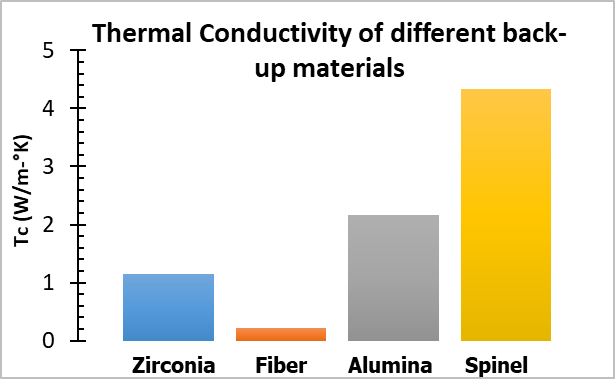 Thermal Conductivity of different back-
up materials
5
4
3
2
1
0
Tc (W/m-°K)
Zirconia Fiber Alumina Spinel